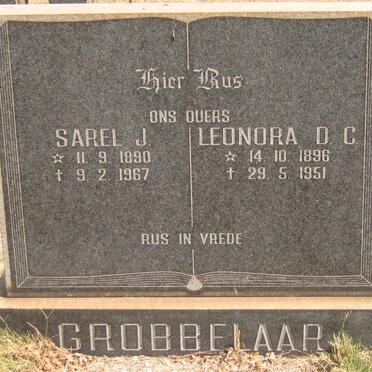 Hier Rus
ONS OUERS
SAREL J. LEONORA D. C.
☆ 11. 9. 1890 ☆ 14. 10. 1896
† 9. 2. 1967 † 29. 5. 1951
RUS IN VREDE
GROBBELAAR